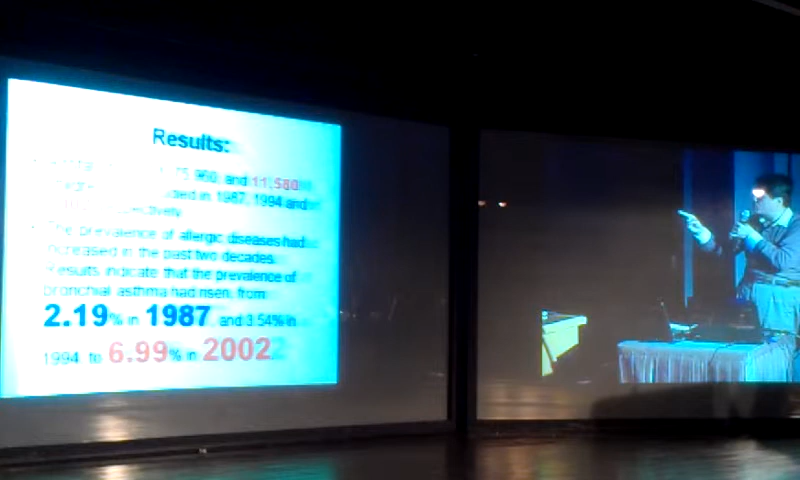 Results:
and 11.580
in 1987, 1994 and
The prevalence of allergic diseases had
increased in the past two decades.
Results indicate that the prevalence of
bronchial asthma had risen from
2.19% in 1987 and 3.54% in
1994 to 6.99% in 2002.